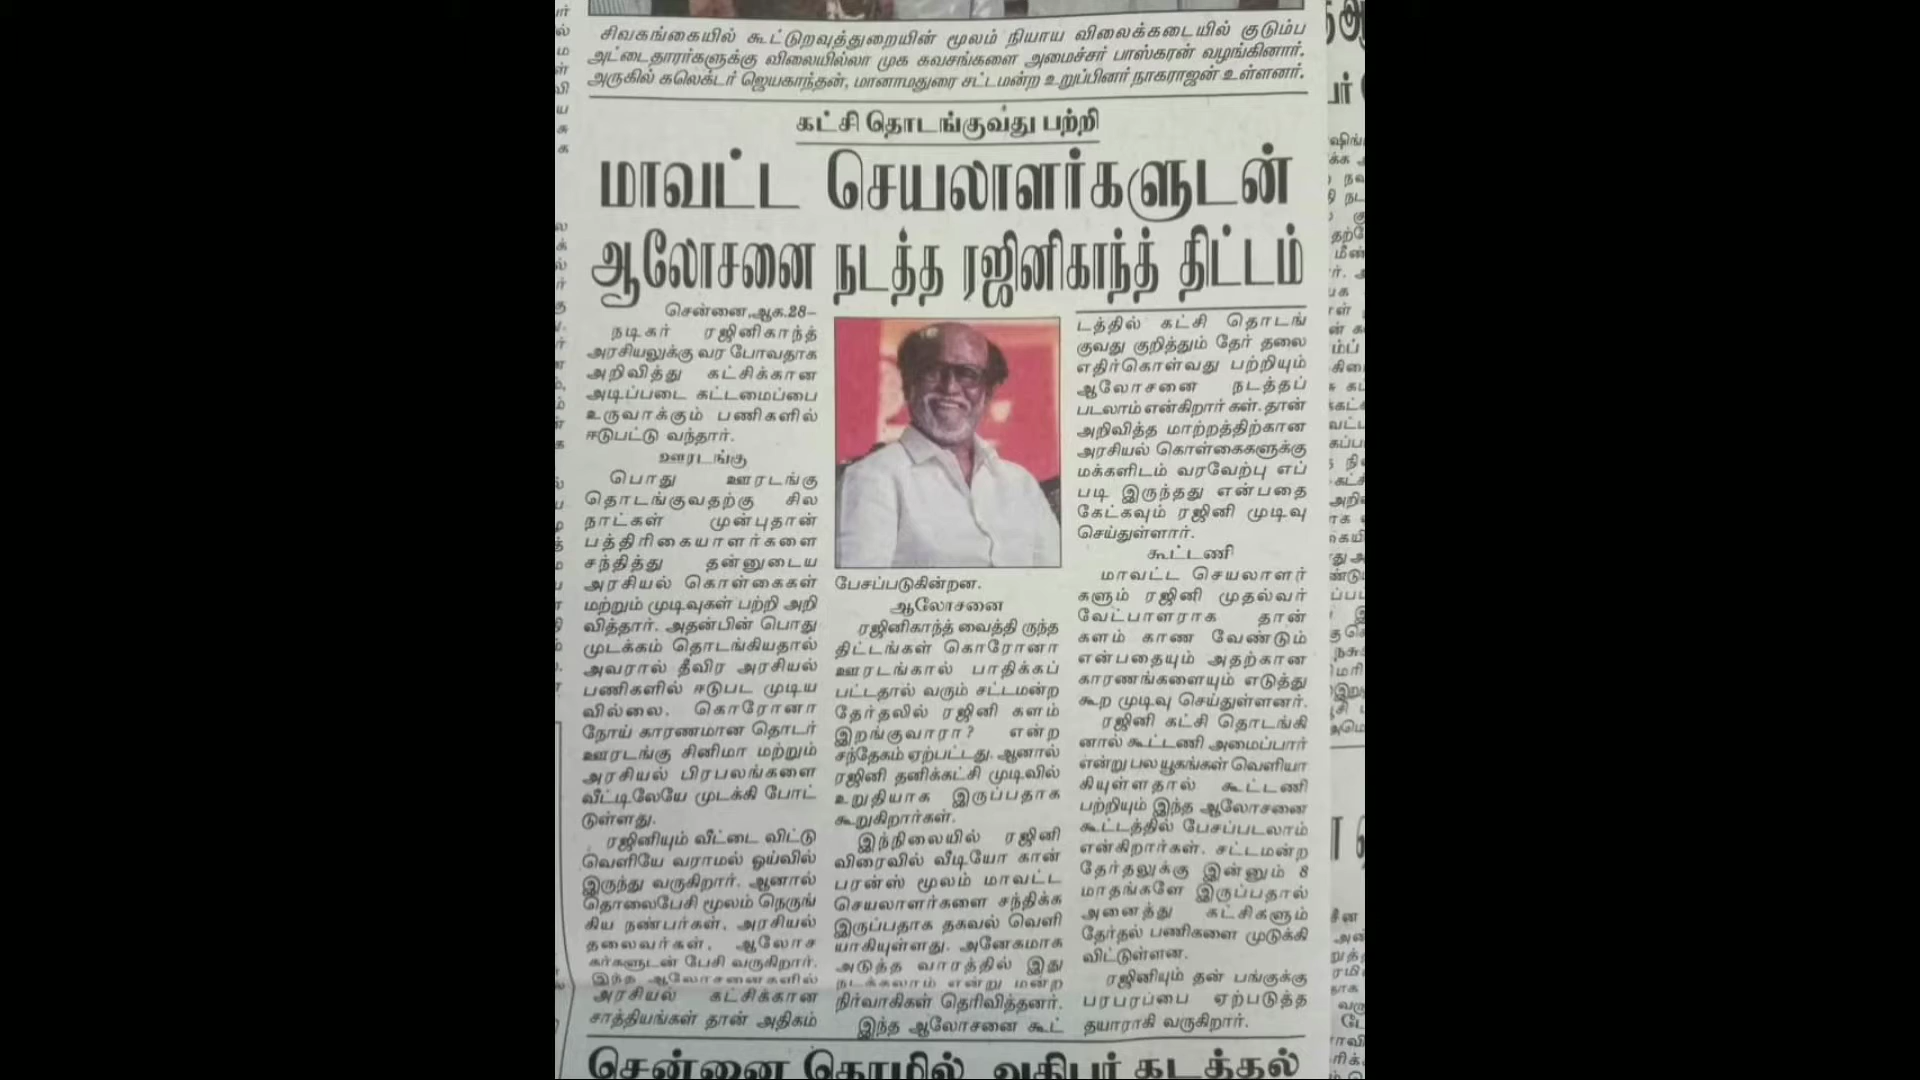 சிவகங்கையில் கூட்டுறவுத்துறையின் மூலம் நியாய விலைக்கடையில் குடும்ப
அட்டைதாரர்களுக்கு விலையில்லா முக கவசங்களை அமைச்சர் பாஸ்கரன் வழங்கினார்.
அருகில் கலெக்டர் ஜெயகாந்தன், மானாமதுரை சட்டமன்ற உறுப்பினர் நாகராஜன் உள்ளனர்.
கட்சி தொடங்குவது பற்றி
மாவட்ட செயலாளர்களுடன்
ஆலோசனை நடத்த ரஜினிகாந்த் திட்டம்
சென்னை,ஆக.28–
நடிகர் ரஜினிகாந்த்
அரசியலுக்கு வர போவதாக
அறிவித்து கட்சிக்கான
அடிப்படை கட்டமைப்பை
உருவாக்கும் பணிகளில்
ஈடுபட்டு வந்தார்.
ஊரடங்கு
பொது ஊரடங்கு
தொடங்குவதற்கு சில
நாட்கள் முன்புதான்
பத்திரிகையாளர்களை
சந்தித்து தன்னுடைய
அரசியல் கொள்கைகள்
மற்றும் முடிவுகள் பற்றி அறி
வித்தார். அதன்பின் பொது
முடக்கம் தொடங்கியதால்
அவரால் தீவிர அரசியல்
பணிகளில் ஈடுபட முடிய
வில்லை. கொரோனா
நோய் காரணமான தொடர்
ஊரடங்கு சினிமா மற்றும்
அரசியல் பிரபலங்களை
வீட்டிலேயே முடக்கி போட்
டுள்ளது.
ரஜினியும் வீட்டை விட்டு
வெளியே வராமல் ஓய்வில்
இருந்து வருகிறார். ஆனால்
தொலைபேசி மூலம் நெருங்
கிய நண்பர்கள், அரசியல்
தலைவர்கள், ஆலோச
கர்களுடன் பேசி வருகிறார்.
இந்த ஆலோசனைகளில்
அரசியல் கட்சிக்கான
சாத்தியங்கள் தான் அதிகம்
பேசப்படுகின்றன.
ஆலோசனை
ரஜினிகாந்த் வைத்தி ருந்த
திட்டங்கள் கொரோனா
ஊரடங்கால் பாதிக்கப்
பட்டதால் வரும் சட்டமன்ற
தேர்தலில் ரஜினி களம்
இறங்குவாரா? என்ற
சந்தேகம் ஏற்பட்டது. ஆனால்
ரஜினி தனிக்கட்சி முடிவில்
உறுதியாக இருப்பதாக
கூறுகிறார்கள்.
இந்நிலையில் ரஜினி
விரைவில் வீடியோ கான்
பரன்ஸ் மூலம் மாவட்ட
செயலாளர்களை சந்திக்க
இருப்பதாக தகவல் வெளி
யாகியுள்ளது. அனேகமாக
அடுத்த வாரத்தில் இது
நடக்கலாம் என்று மன்ற
நிர்வாகிகள் தெரிவித்தனர்.
இந்த ஆலோசனை கூட்
டத்தில் கட்சி தொடங்
குவது குறித்தும் தேர் தலை
எதிர்கொள்வது பற்றியும்
ஆலோசனை நடத்தப்
படலாம் என்கிறார் கள். தான்
அறிவித்த மாற்றத்திற்கான
அரசியல் கொள்கைகளுக்கு
மக்களிடம் வரவேற்பு எப்
படி இருந்தது என்பதை
கேட்கவும் ரஜினி முடிவு
செய்துள்ளார்.
கூட்டணி
மாவட்ட செயலாளர்
களும் ரஜினி முதல்வர்
வேட்பாளராக தான்
களம் காண வேண்டும்
என்பதையும் அதற்கான
காரணங்களையும் எடுத்து
கூற முடிவு செய்துள்ளனர்.
ரஜினி கட்சி தொடங்கி
னால் கூட்டணி அமைப்பார்
என்று பல யூகங்கள் வெளியா
கியுள்ளதால் கூட்டணி
பற்றியும் இந்த ஆலோசனை
கூட்டத்தில் பேசப்படலாம்
என்கிறார்கள். சட்டமன்ற
தேர்தலுக்கு இன்னும் 8
மாதங்களே இருப்பதால்
அனைத்து கட்சிகளும்
தேர்தல் பணிகளை முடுக்கி
விட்டுள்ளன.
ரஜினியும் தன் பங்குக்கு
பரபரப்பை ஏற்படுத்த
தயாராகி வருகிறார்.
சென்னை தொழில் அதிபர் கடத்தல்